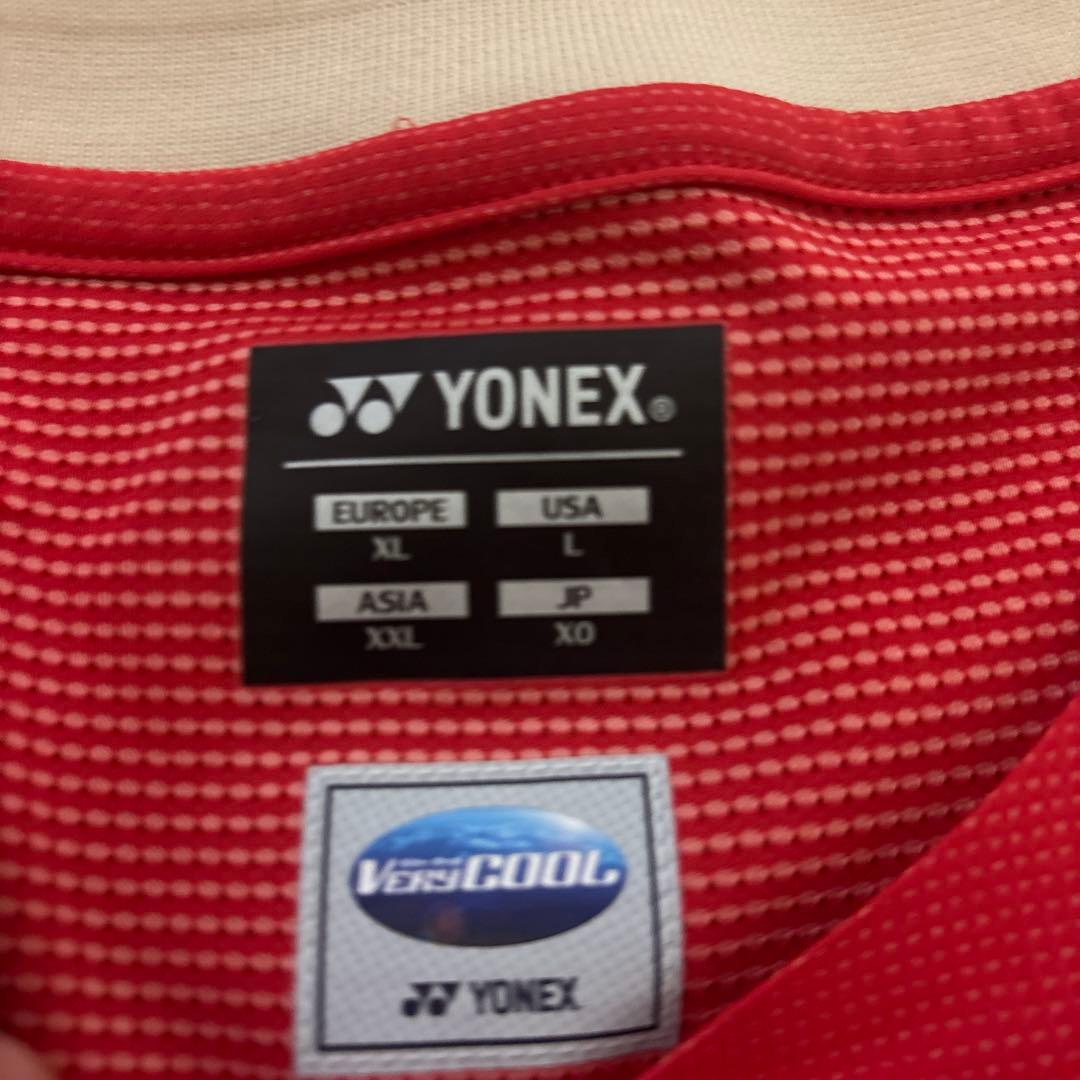 YONEX®
EUROPE USA
XL L
ASIA JP
XXL XO
VERYCOOL
YONEX